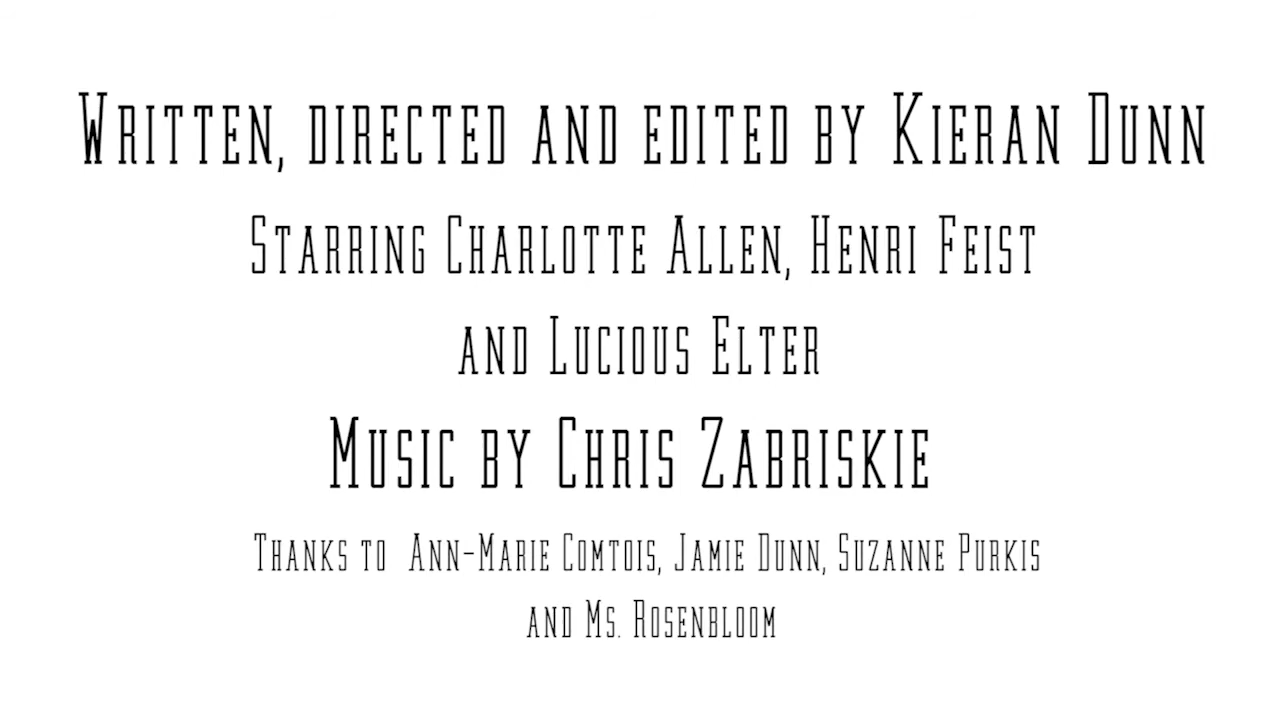 Written, directed and edited by Kieran Dunn
Starring Charlotte Allen, Henri Feist
and Lucious Elter
Music by Chris Zabriskie
Thanks to Ann-Marie Comtois, Jamie Dunn, Suzanne Purkis
and Ms. Rosenbloom